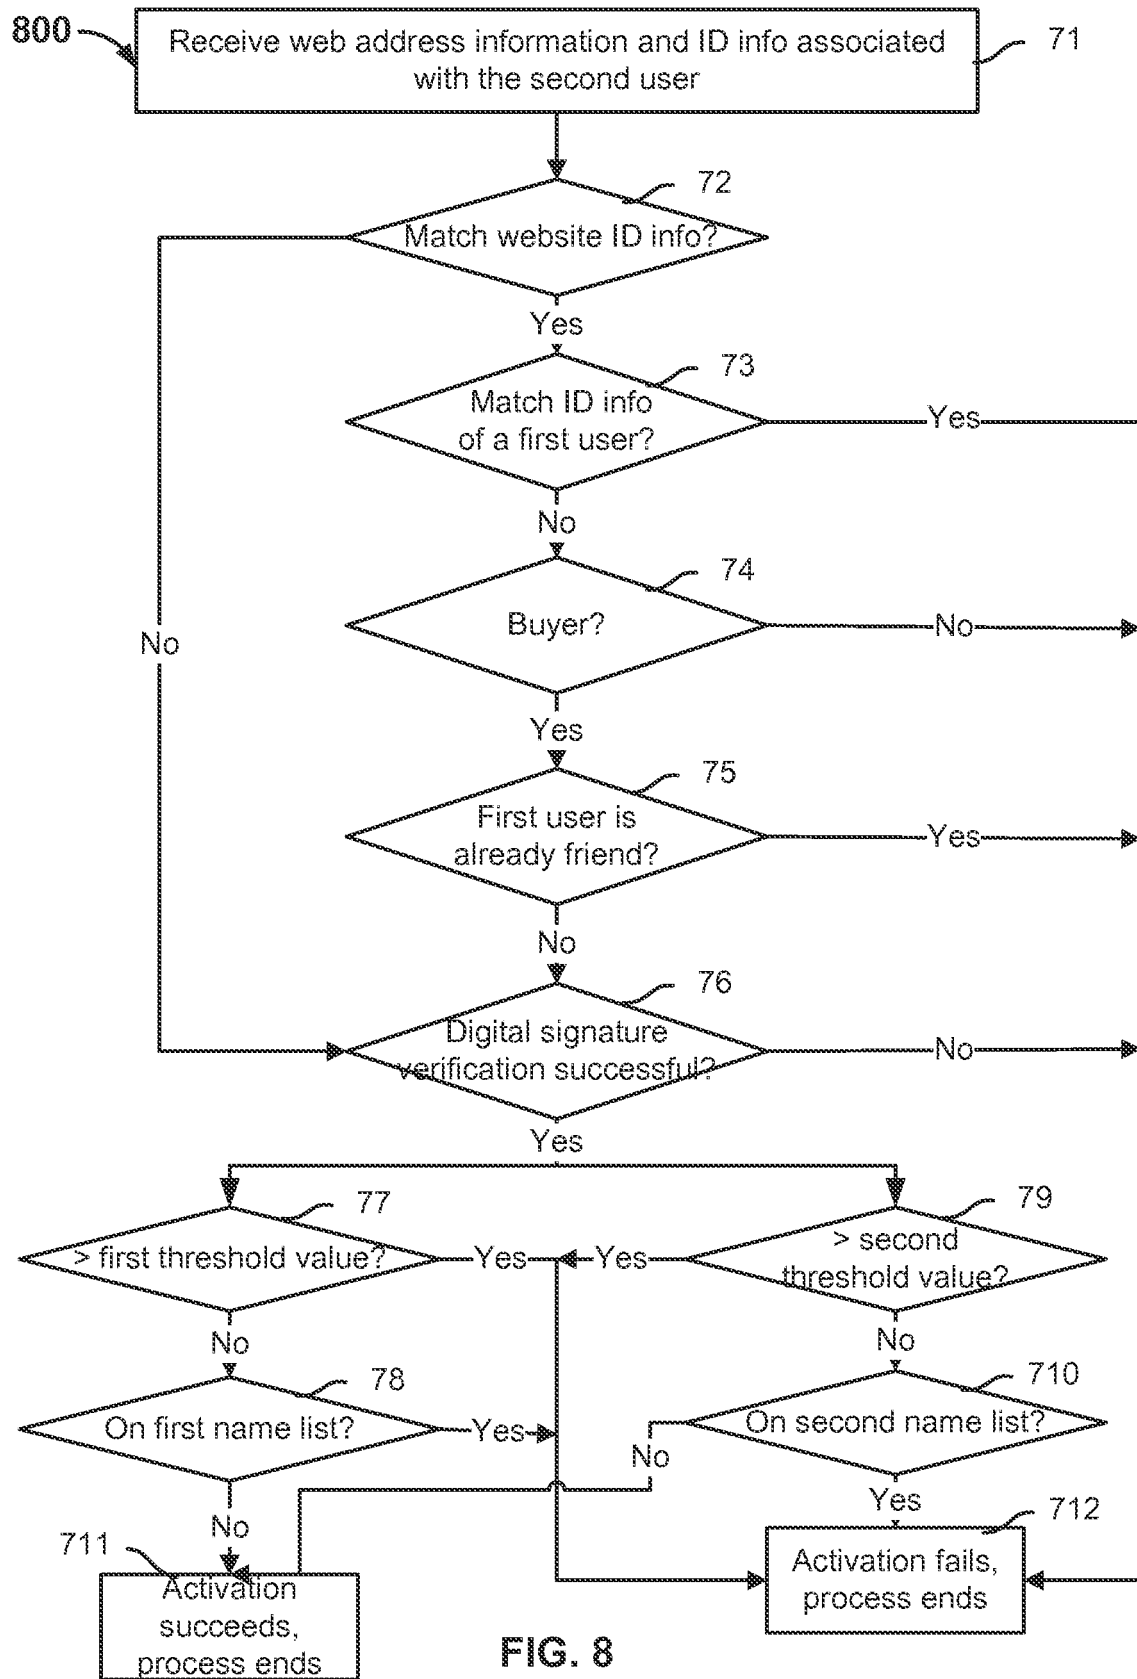 800
Receive web address information and ID info associated
with the second user
71
72
Match website ID info?
Yes
73
Match ID info
of a first user?
Yes
No
74
Buyer?
No
No
Yes
75
First user is
already friend?
Yes
No
76
Digital signature
verification successful?
No
Yes
77
> first threshold value?
Yes
Yes
79
> second
threshold value?
No
No
78
On first name list?
Yes
710
On second name list?
No
No
Yes
711
Activation
succeeds,
process ends
712
Activation fails,
process ends
FIG. 8